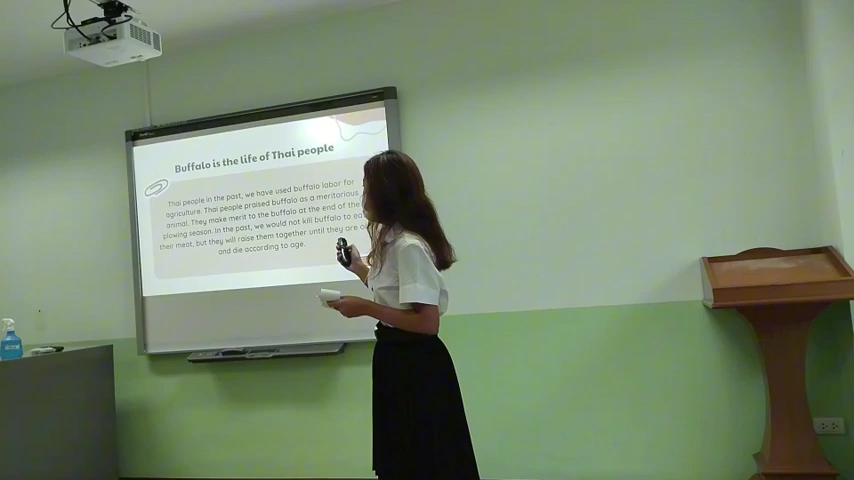 Buffalo is the life of Thai people
Thai people in the past, we have used buffalo labor for
agriculture. Thai people praised buffalo as a meritorious
animal. They make merit to the buffalo at the end of the
plowing season. In the past, we would not kill buffalo to
their meat, but they will raise them together until they are
and die according to age.